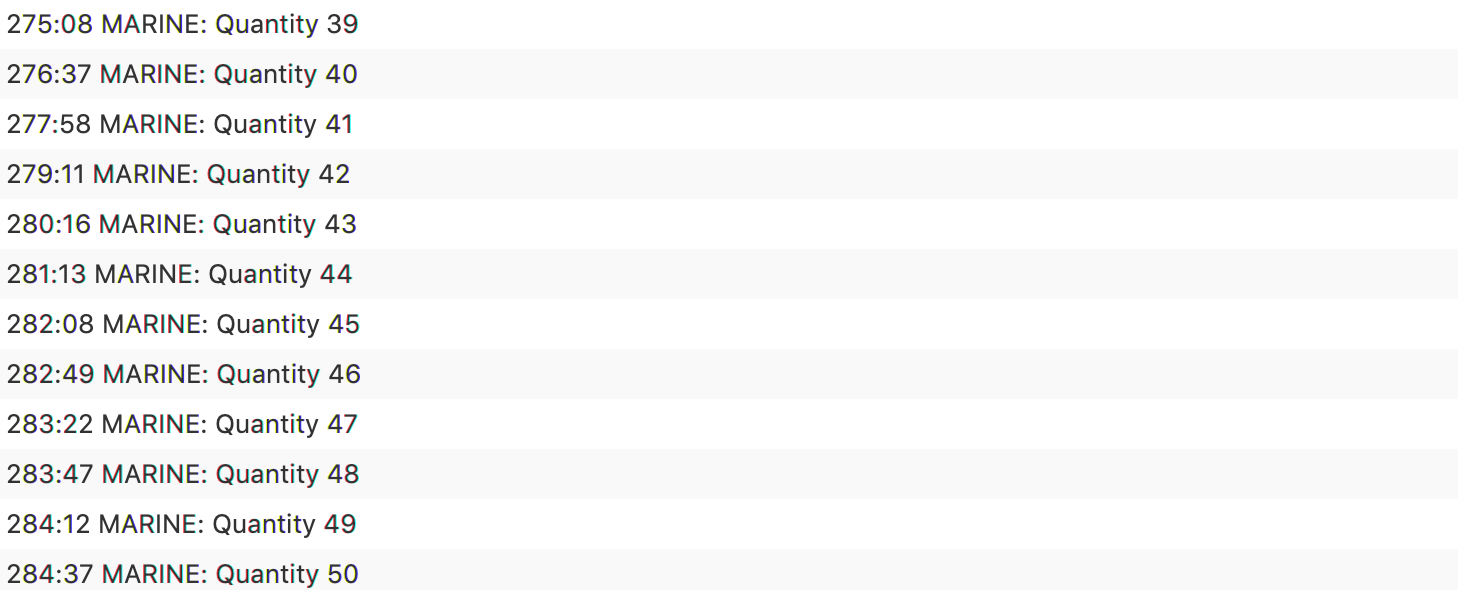 275:08 MARINE: Quantity 39
276:37 MARINE: Quantity 40
277:58 MARINE: Quantity 41
279:11 MARINE: Quantity 42
280:16 MARINE: Quantity 43
281:13 MARINE: Quantity 44
282:08 MARINE: Quantity 45
282:49 MARINE: Quantity 46
283:22 MARINE: Quantity 47
283:47 MARINE: Quantity 48
284:12 MARINE: Quantity 49
284:37 MARINE: Quantity 50